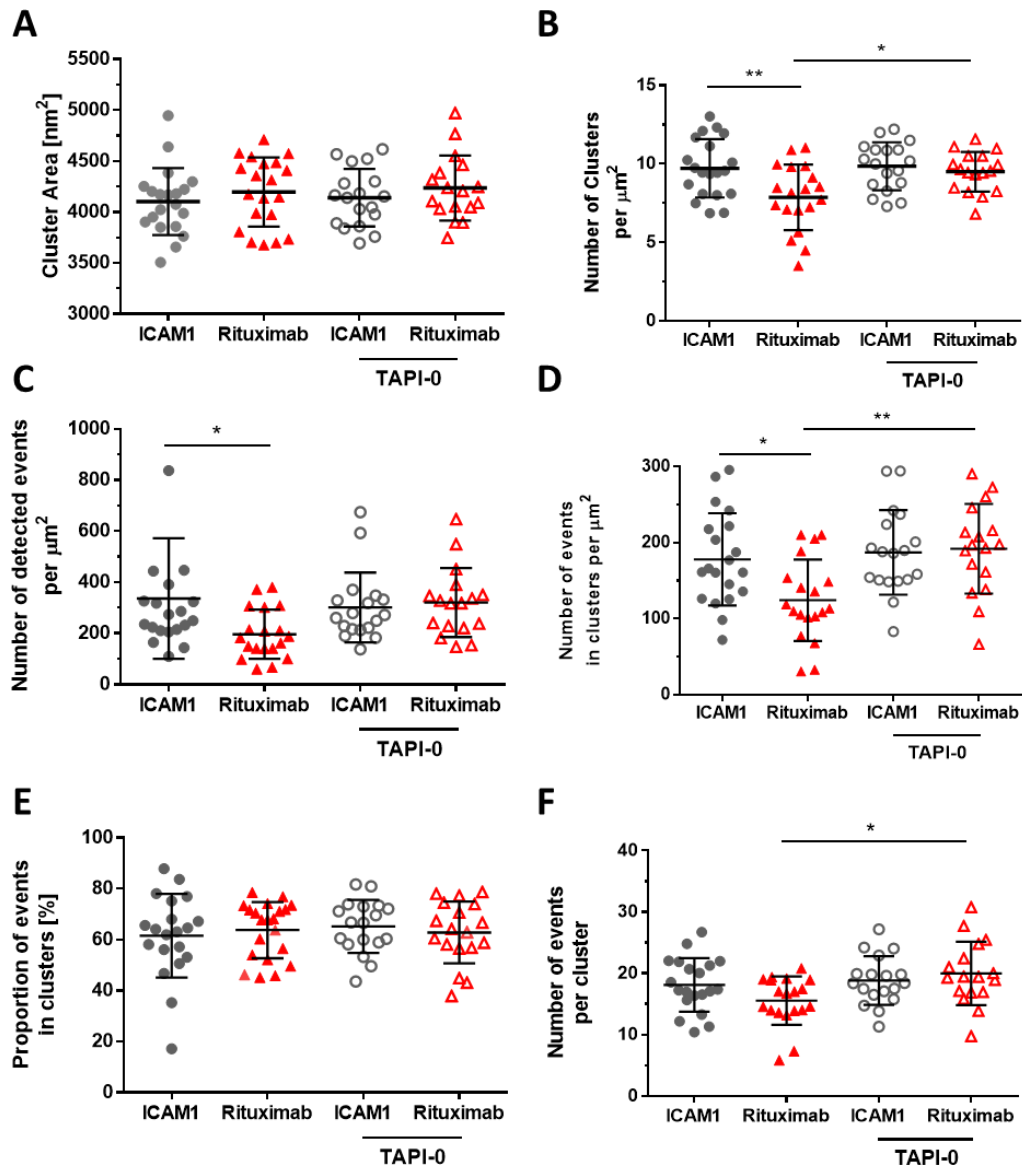 A
Cluster Area [nm²]
5500
5000
4500
4000
3500
3000
ICAM1 Rituximab ICAM1 Rituximab
TAPI-0
B
Number of Clusters
per μm²
**
*
15
10
5
0
ICAM1 Rituximab ICAM1 Rituximab
TAPI-0
C
Number of detected events
per μm²
*
1000
800
600
400
200
0
ICAM1 Rituximab ICAM1 Rituximab
TAPI-0
D
Number of events
in clusters per μm²
*
**
300
200
100
0
ICAM1 Rituximab ICAM1 Rituximab
TAPI-0
E
Proportion of events
in clusters [%]
100
80
60
40
20
0
ICAM1 Rituximab ICAM1 Rituximab
TAPI-0
F
Number of events
per cluster
*
40
30
20
10
0
ICAM1 Rituximab ICAM1 Rituximab
TAPI-0